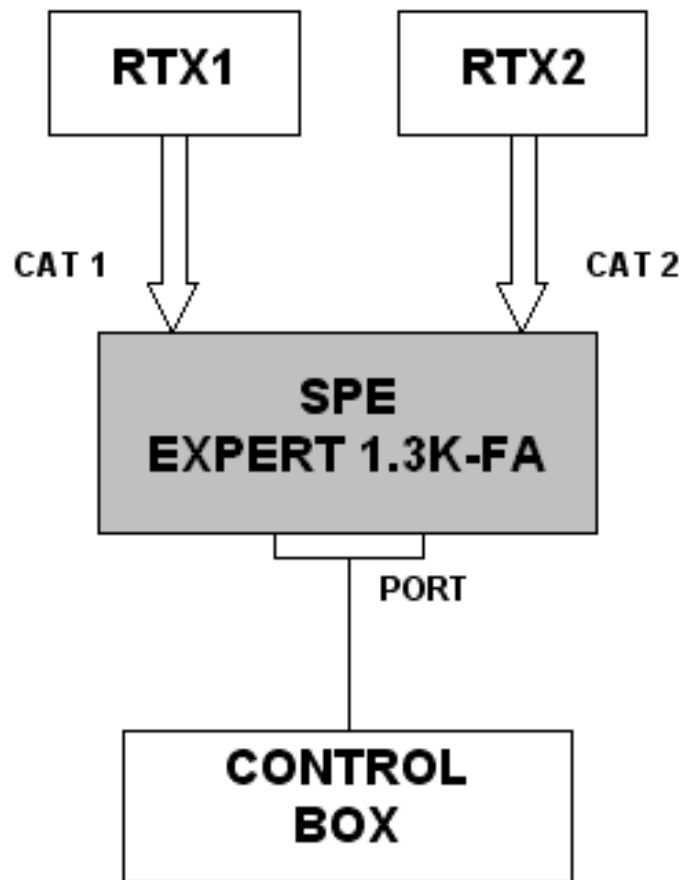 RTX1
RTX2
CAT 1
CAT 2
SPE
EXPERT 1.3K-FA
PORT
CONTROL
BOX